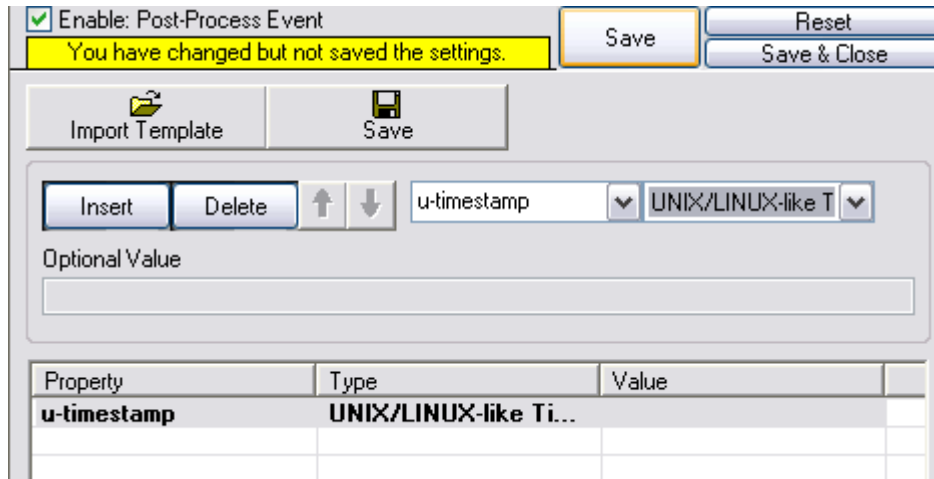 Enable: Post-Process Event
You have changed but not saved the settings.
Save
Reset
Save & Close
Import Template
Save
Insert
Delete
u-timestamp
UNIX/LINUX-like T
Optional Value
Property Type Value
u-timestamp UNIX/LINUX-like Ti...